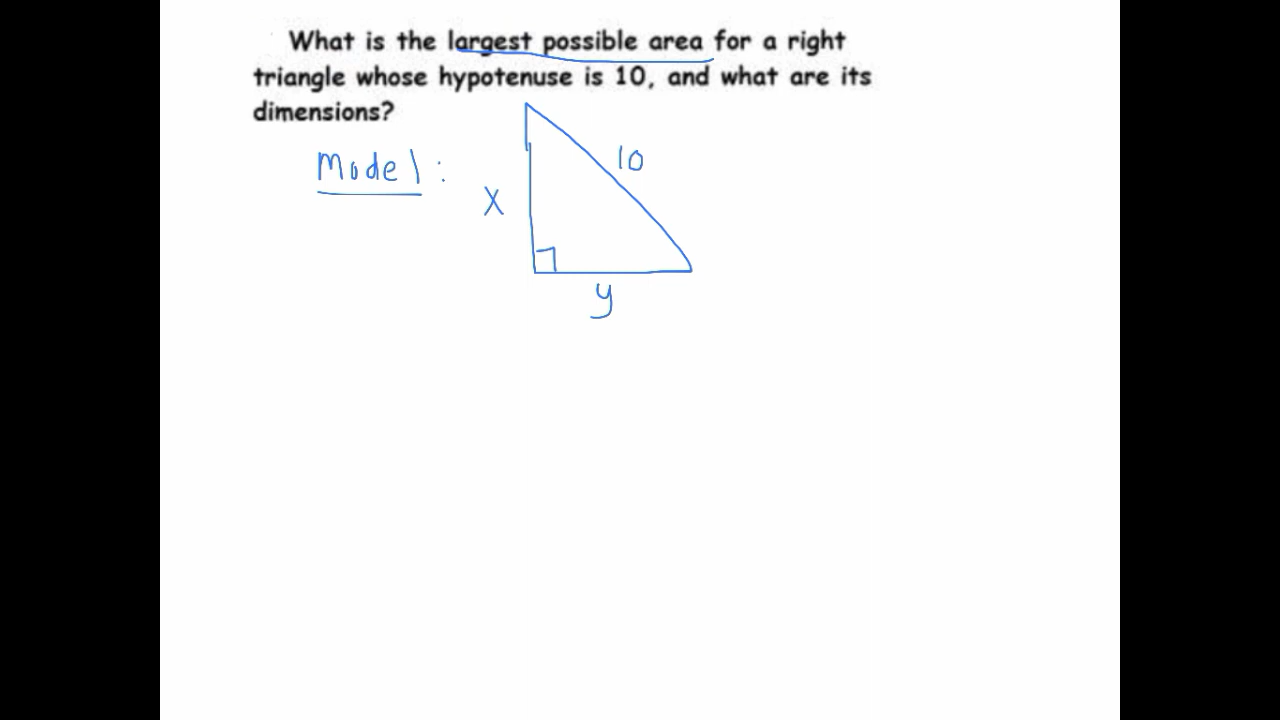 What is the largest possible area for a right
triangle whose hypotenuse is 10, and what are its
dimensions?
Model:
10
x
y